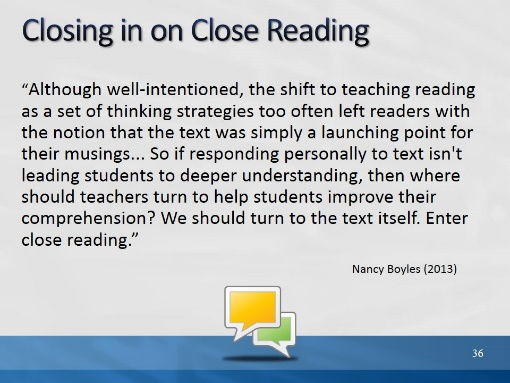 Closing in on Close Reading
“Although well-intentioned, the shift to teaching reading
as a set of thinking strategies too often left readers with
the notion that the text was simply a launching point for
their musings... So if responding personally to text isn't
leading students to deeper understanding, then where
should teachers turn to help students improve their
comprehension? We should turn to the text itself. Enter
close reading.”
Nancy Boyles (2013)
36